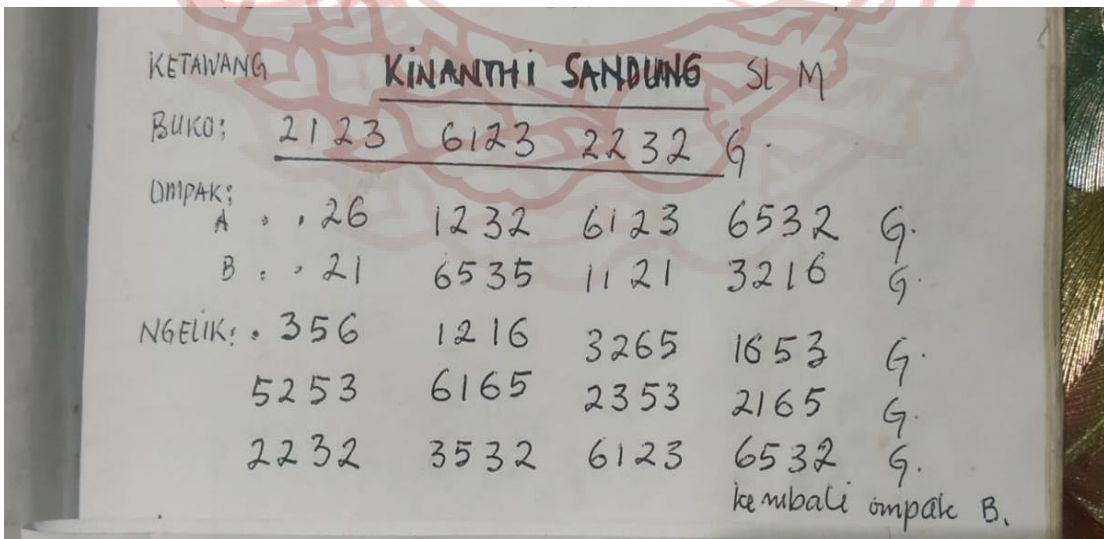 KETAWANG KINANTHI SANDUNG SL M
BUKO: 2123 6123 2232 G.
OMPAK:
A . . 26 1232 6123 6532 G.
B . . 21 6535 1121 3216 G.
NGELIK: . 356 1216 3265 1653 G.
5253 6165 2353 2165 G.
2232 3532 6123 6532 G.
kembali ompak B.